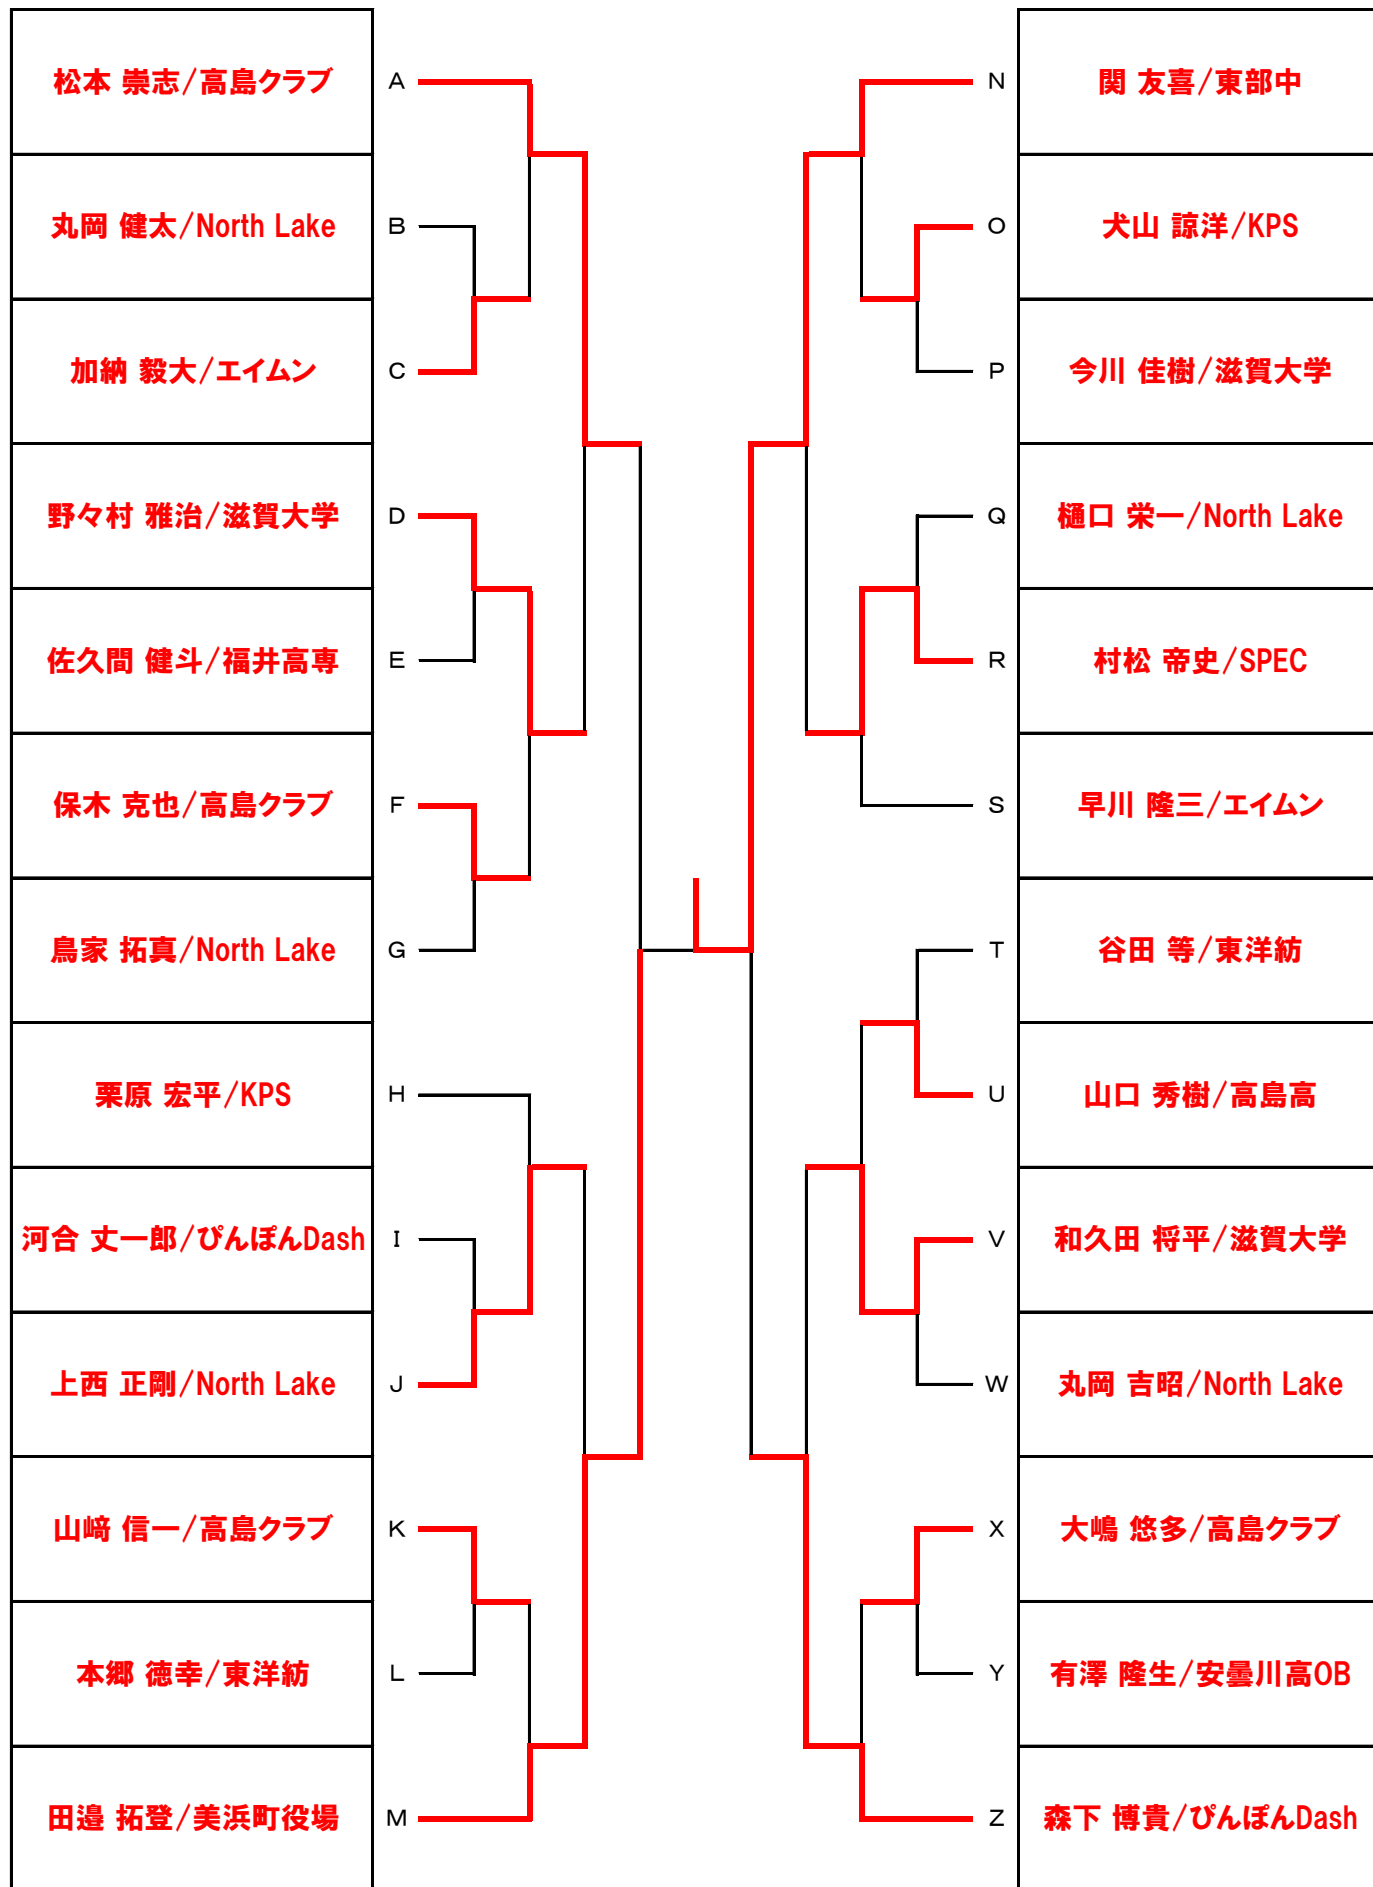 松本 崇志/高島クラブ
A
丸岡 健太/North Lake
B
加納 毅大/エイムン
C
野々村 雅治/滋賀大学
D
佐久間 健斗/福井高専
E
保木 克也/高島クラブ
F
鳥家 拓真/North Lake
G
栗原 宏平/KPS
H
河合 丈一郎/ぴんぽんDash
I
上西 正剛/North Lake
J
山﨑 信一/高島クラブ
K
本郷 徳幸/東洋紡
L
田邉 拓登/美浜町役場
M
N
関 友喜/東部中
O
犬山 諒洋/KPS
P
今川 佳樹/滋賀大学
Q
樋口 栄一/North Lake
R
村松 帝史/SPEC
S
早川 隆三/エイムン
T
谷田 等/東洋紡
U
山口 秀樹/高島高
V
和久田 将平/滋賀大学
W
丸岡 吉昭/North Lake
X
大嶋 悠多/高島クラブ
Y
有澤 隆生/安曇川高OB
Z
森下 博貴/ぴんぽんDash